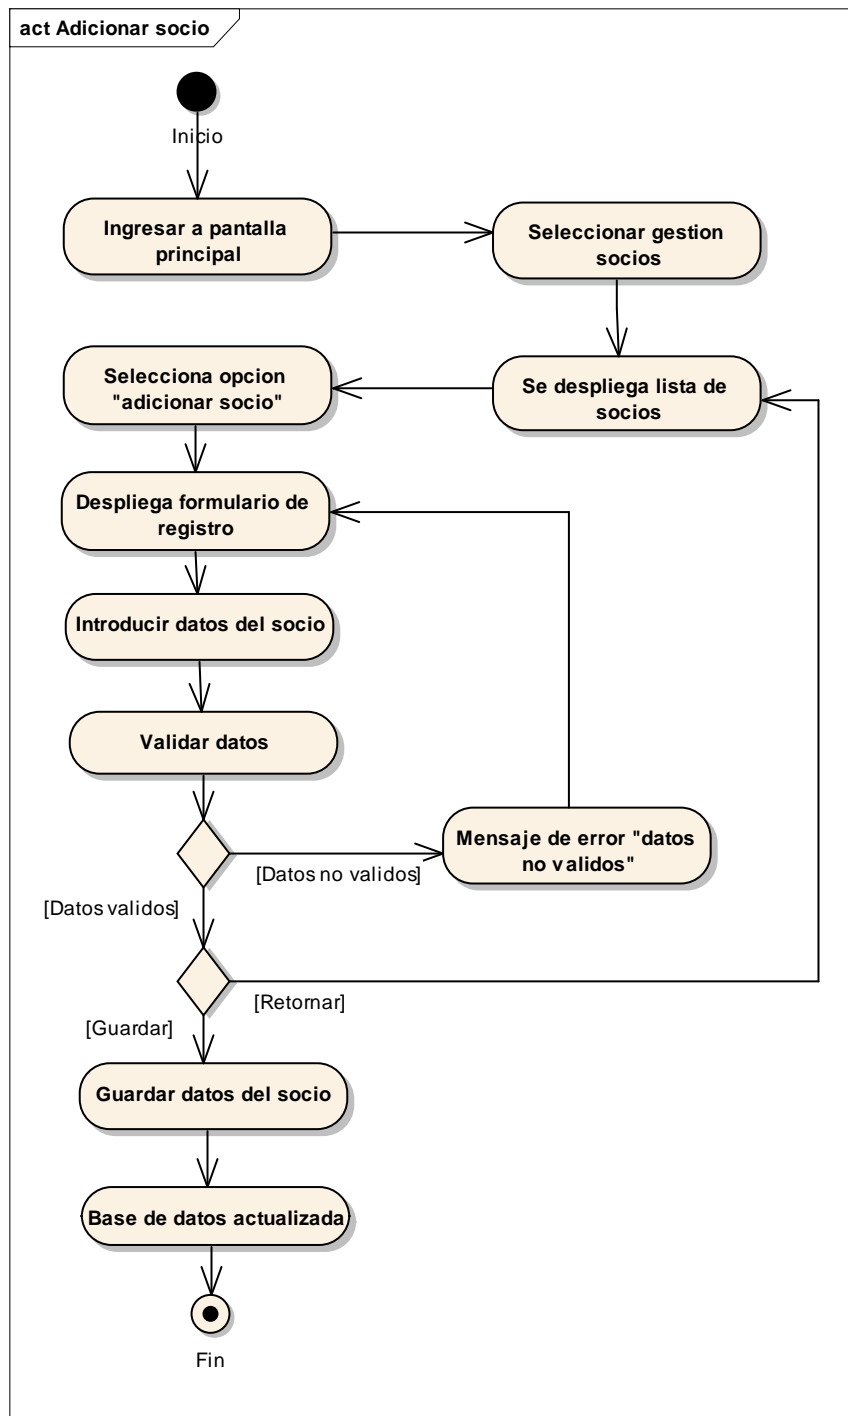 act Adicionar socio
Inicio
Ingresar a pantalla
principal
Seleccionar gestion
socios
Selecciona opcion
"adicionar socio"
Se despliega lista de
socios
Despliega formulario de
registro
Introducir datos del socio
Validar datos
Mensaje de error "datos
no validos"
[Datos no validos]
[Datos validos]
[Retornar]
[Guardar]
Guardar datos del socio
Base de datos actualizada
Fin